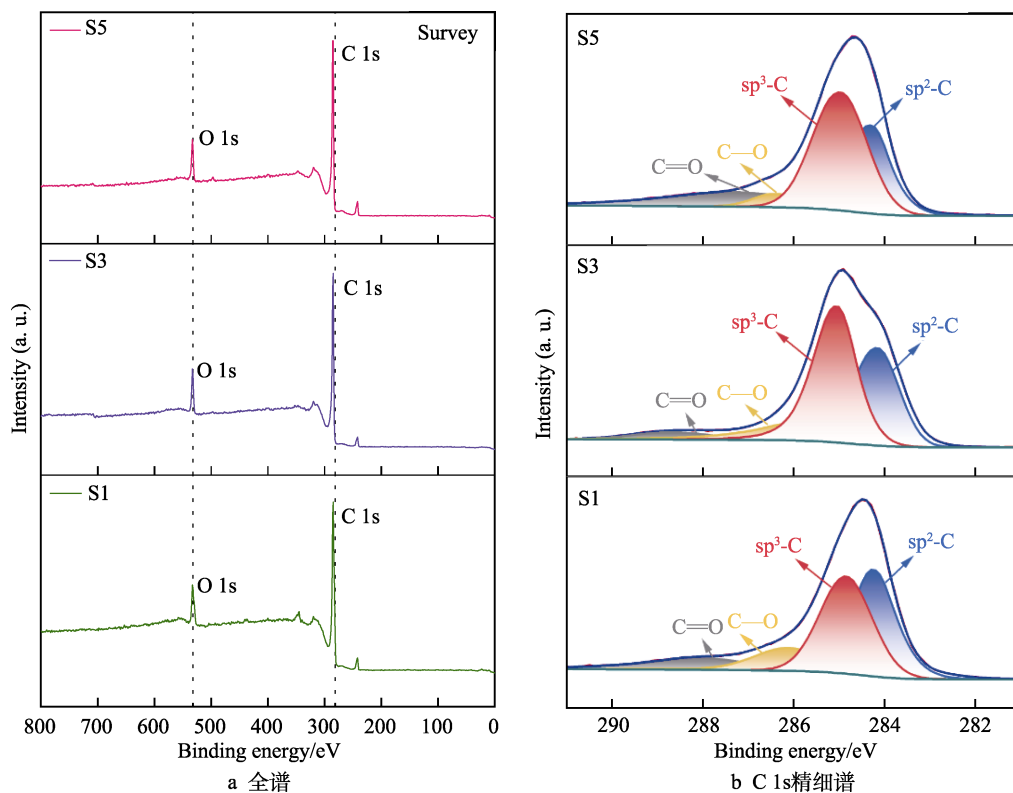 S5
Survey
C 1s
O 1s
S3
C 1s
O 1s
S1
C 1s
O 1s
Intensity (a. u.)
800 700 600 500 400 300 200 100 0
Binding energy/eV
a 全谱
S5
sp³-C
sp²-C
C—O
C=O
S3
sp³-C
sp²-C
C—O
C=O
S1
sp³-C
sp²-C
C—O
C=O
Intensity (a. u.)
290 288 286 284 282
Binding energy/eV
b C 1s精细谱